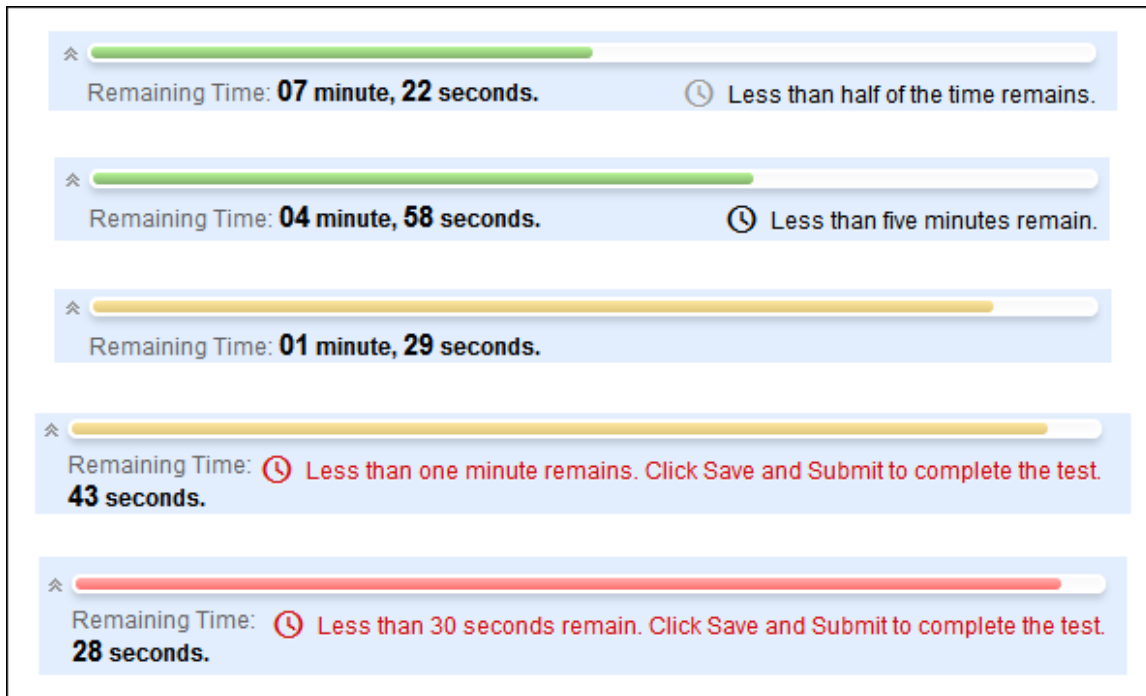 Remaining Time: 07 minute, 22 seconds. Less than half of the time remains.
Remaining Time: 04 minute, 58 seconds. Less than five minutes remain.
Remaining Time: 01 minute, 29 seconds.
Remaining Time: Less than one minute remains. Click Save and Submit to complete the test.
43 seconds.
Remaining Time: Less than 30 seconds remain. Click Save and Submit to complete the test.
28 seconds.